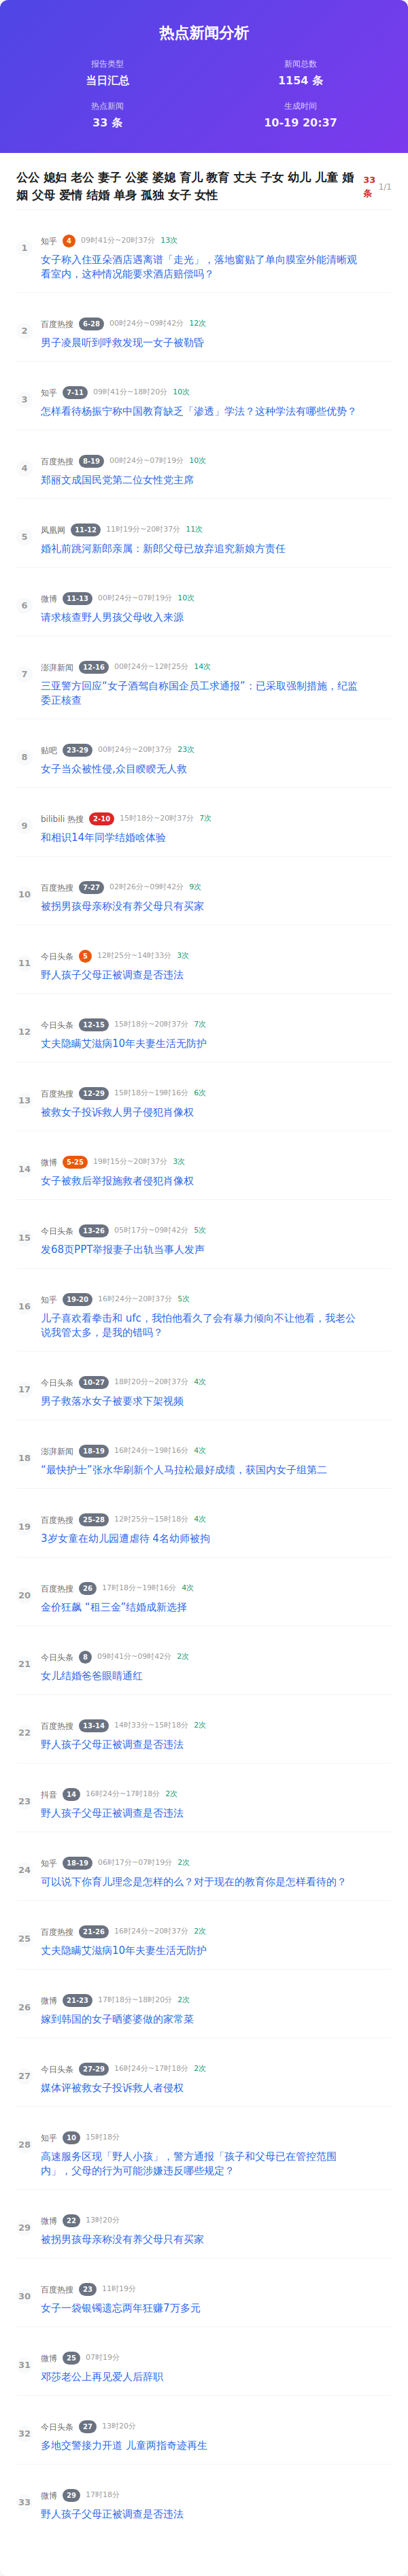 热点新闻分析
报告类型
当日汇总
新闻总数
1154 条
热点新闻
33 条
生成时间
10-19 20:37
公公 媳妇 老公 妻子 公婆 婆媳 育儿 教育 丈夫 子女 幼儿 儿童 婚
姻 父母 爱情 结婚 单身 孤独 女子 女性
33
条
1/1
1
知乎 4 09时41分~20时37分 13次
女子称入住亚朵酒店遇离谱「走光」，落地窗贴了单向膜室外能清晰观
看室内，这种情况能要求酒店赔偿吗？
2
百度热搜 6-28 00时24分~09时42分 12次
男子凌晨听到呼救发现一女子被勒昏
3
知乎 7-11 09时41分~18时20分 10次
怎样看待杨振宁称中国教育缺乏「渗透」学法？这种学法有哪些优势？
4
百度热搜 8-19 00时24分~07时19分 10次
郑丽文成国民党第二位女性党主席
5
凤凰网 11-12 11时19分~20时37分 11次
婚礼前跳河新郎亲属：新郎父母已放弃追究新娘方责任
6
微博 11-13 00时24分~07时19分 10次
请求核查野人男孩父母收入来源
7
澎湃新闻 12-16 00时24分~12时25分 14次
三亚警方回应“女子酒驾自称国企员工求通报”：已采取强制措施，纪监
委正核查
8
贴吧 23-29 00时24分~20时37分 23次
女子当众被性侵,众目睽睽无人救
9
bilibili 热搜 2-10 15时18分~20时37分 7次
和相识14年同学结婚啥体验
10
百度热搜 7-27 02时26分~09时42分 9次
被拐男孩母亲称没有养父母只有买家
11
今日头条 5 12时25分~14时33分 3次
野人孩子父母正被调查是否违法
12
今日头条 12-15 15时18分~20时37分 7次
丈夫隐瞒艾滋病10年夫妻生活无防护
13
百度热搜 12-29 15时18分~19时16分 6次
被救女子投诉救人男子侵犯肖像权
14
微博 5-25 19时15分~20时37分 3次
女子被救后举报施救者侵犯肖像权
15
今日头条 13-26 05时17分~09时42分 5次
发68页PPT举报妻子出轨当事人发声
16
知乎 19-20 16时24分~20时37分 5次
儿子喜欢看拳击和 ufc，我怕他看久了会有暴力倾向不让他看，我老公
说我管太多，是我的错吗？
17
今日头条 10-27 18时20分~20时37分 4次
男子救落水女子被要求下架视频
18
澎湃新闻 18-19 16时24分~19时16分 4次
“最快护士”张水华刷新个人马拉松最好成绩，获国内女子组第二
19
百度热搜 25-28 12时25分~15时18分 4次
3岁女童在幼儿园遭虐待 4名幼师被拘
20
百度热搜 26 17时18分~19时16分 4次
金价狂飙 “租三金”结婚成新选择
21
今日头条 8 09时41分~09时42分 2次
女儿结婚爸爸眼睛通红
22
百度热搜 13-14 14时33分~15时18分 2次
野人孩子父母正被调查是否违法
23
抖音 14 16时24分~17时18分 2次
野人孩子父母正被调查是否违法
24
知乎 18-19 06时17分~07时19分 2次
可以说下你育儿理念是怎样的么？对于现在的教育你是怎样看待的？
25
百度热搜 21-26 16时24分~20时37分 2次
丈夫隐瞒艾滋病10年夫妻生活无防护
26
微博 21-23 17时18分~18时20分 2次
嫁到韩国的女子晒婆婆做的家常菜
27
今日头条 27-29 16时24分~17时18分 2次
媒体评被救女子投诉救人者侵权
28
知乎 10 15时18分
高速服务区现「野人小孩」，警方通报「孩子和父母已在管控范围
内」，父母的行为可能涉嫌违反哪些规定？
29
微博 22 13时20分
被拐男孩母亲称没有养父母只有买家
30
百度热搜 23 11时19分
女子一袋银镯遗忘两年狂赚7万多元
31
微博 25 07时19分
邓莎老公上再见爱人后辞职
32
今日头条 27 13时20分
多地交警接力开道 儿童两指奇迹再生
33
微博 29 17时18分
野人孩子父母正被调查是否违法